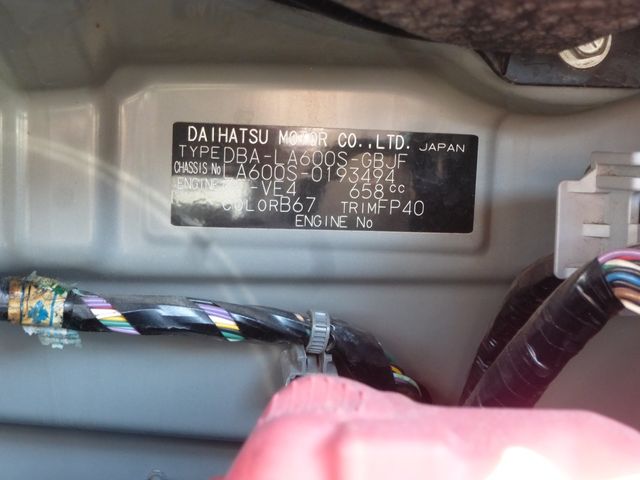 DAIHATSU MOTOR CO.,LTD. JAPAN
TYPE DBA-LA600S-GBJF
CHASSIS No LA600S-0193494
ENGINE -VE4 658cc
COLOR B67 TRIM FP40
ENGINE No